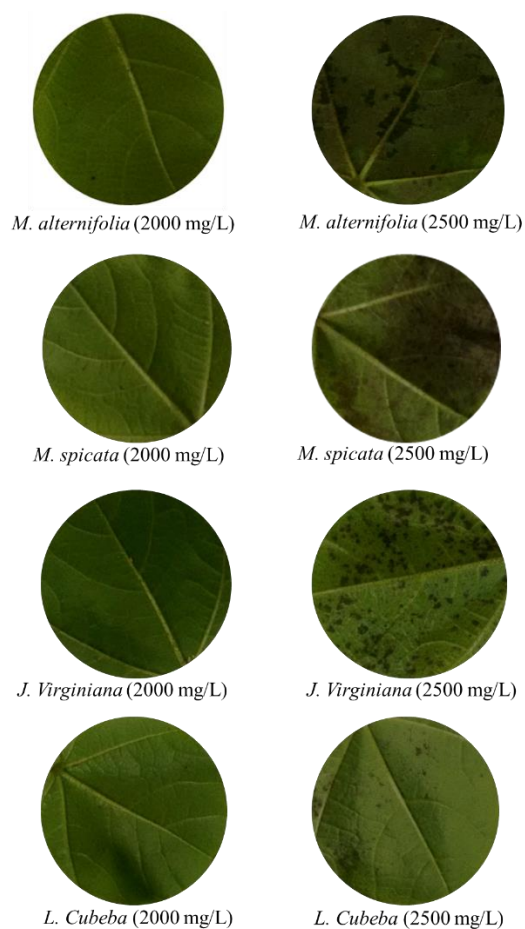 M. alternifolia (2000 mg/L)
M. alternifolia (2500 mg/L)
M. spicata (2000 mg/L)
M. spicata (2500 mg/L)
J. Virginiana (2000 mg/L)
J. Virginiana (2500 mg/L)
L. Cubeba (2000 mg/L)
L. Cubeba (2500 mg/L)